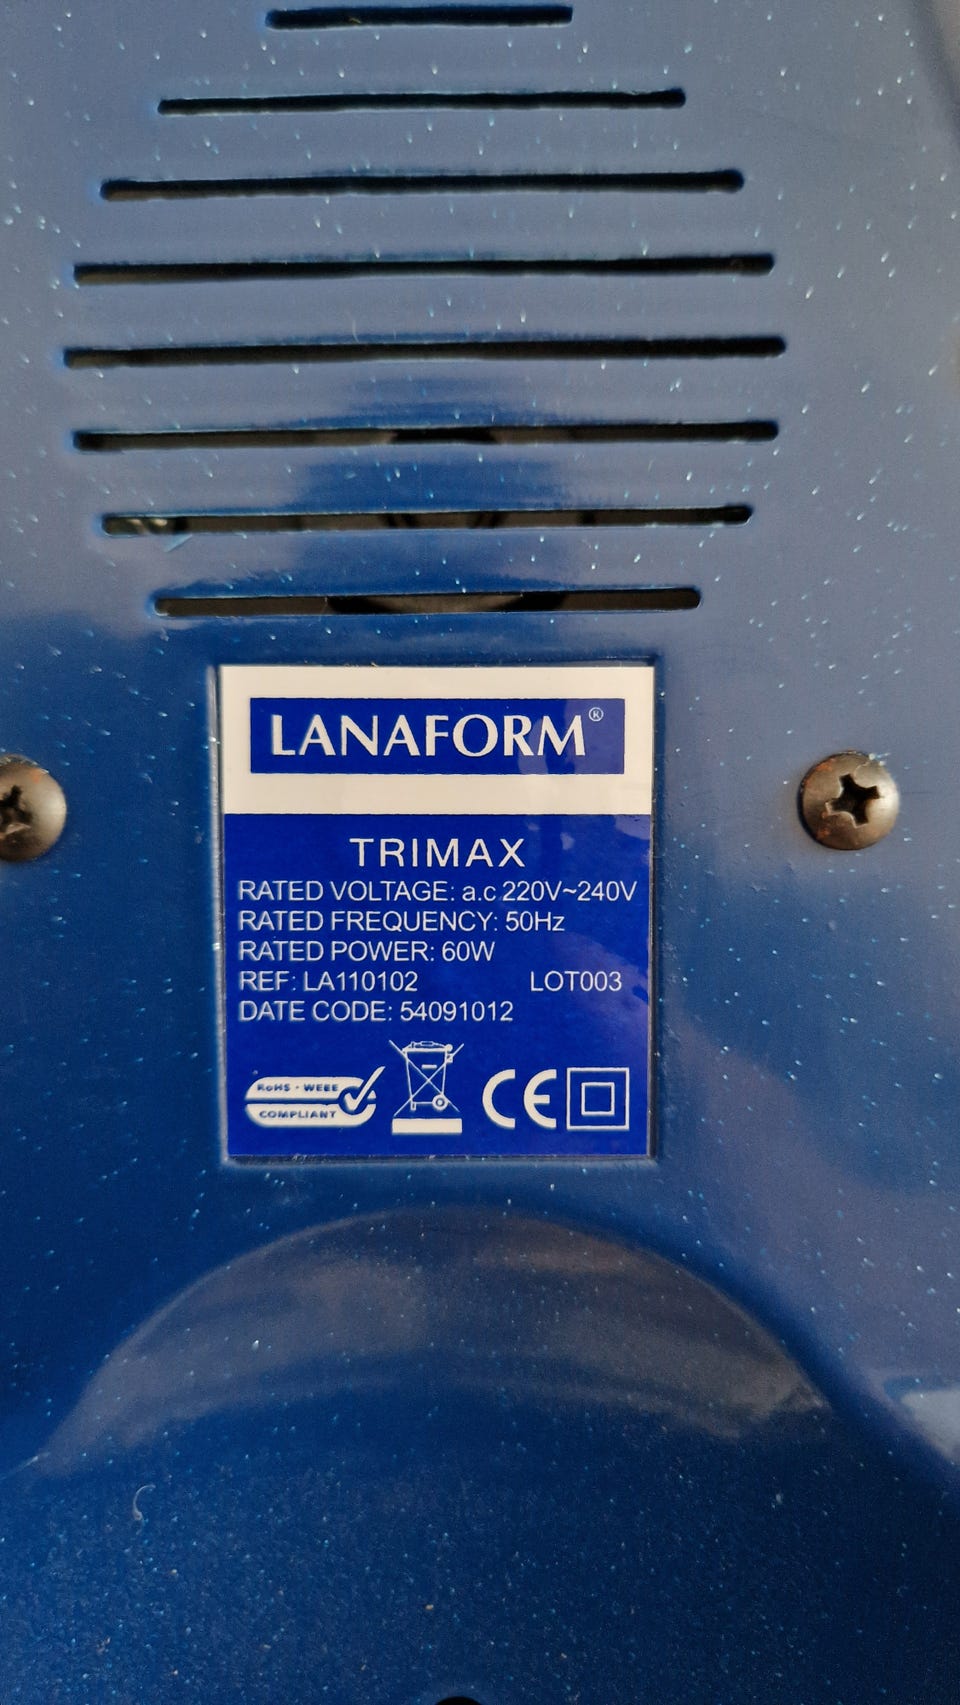 LANAFORM®
TRIMAX
RATED VOLTAGE: a.c 220V~240V
RATED FREQUENCY: 50Hz
RATED POWER: 60W
REF: LA110102 LOT003
DATE CODE: 54091012
RoHS · WEEE
COMPLIANT
CE